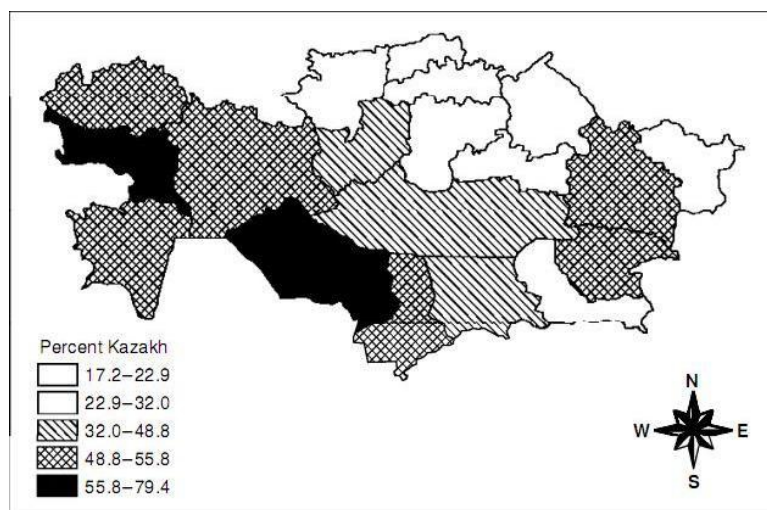 Percent Kazakh
17.2–22.9
22.9–32.0
32.0–48.8
48.8–55.8
55.8–79.4
N
W E
S